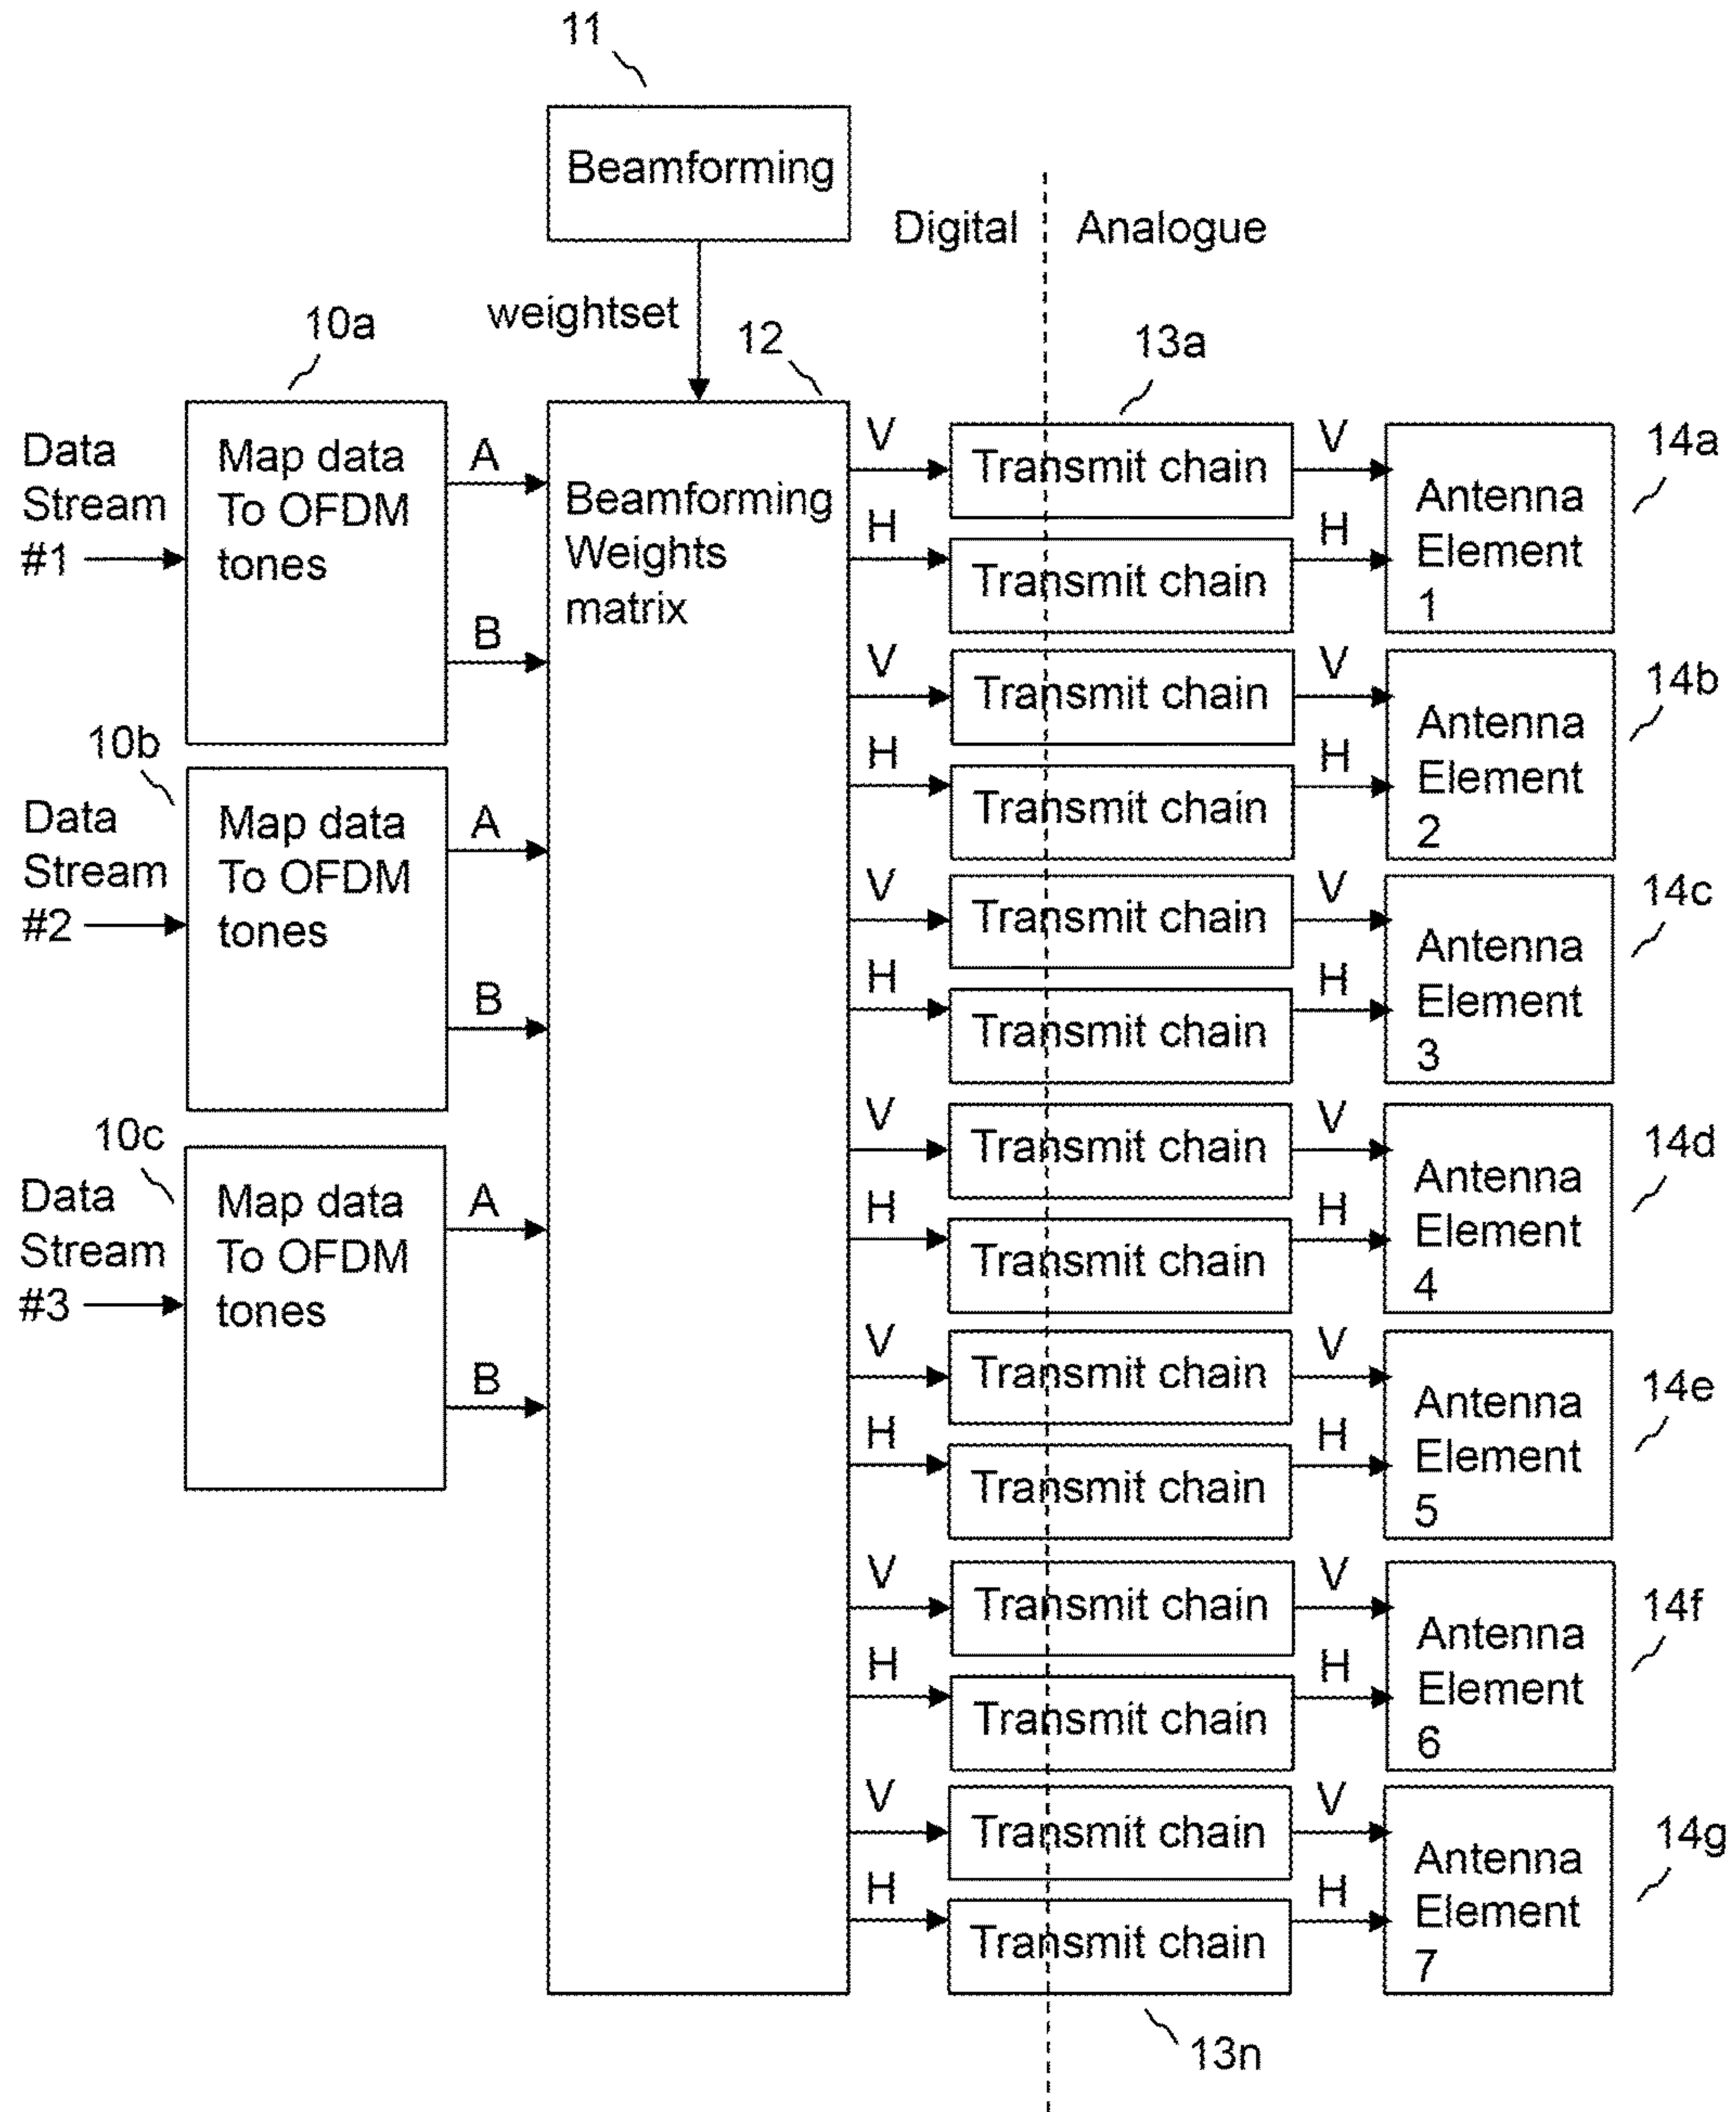 11
Beamforming
Digital
Analogue
weightset
10a
12
13a
Data
Stream
#1
Map data
To OFDM
tones
A
B
Beamforming
Weights
matrix
V
Transmit chain
V
H
Transmit chain
H
Antenna
Element
1
14a
V
Transmit chain
V
H
Transmit chain
H
Antenna
Element
2
14b
10b
Data
Stream
#2
Map data
To OFDM
tones
A
B
V
Transmit chain
V
H
Transmit chain
H
Antenna
Element
3
14c
10c
Data
Stream
#3
Map data
To OFDM
tones
A
B
V
Transmit chain
V
H
Transmit chain
H
Antenna
Element
4
14d
V
Transmit chain
V
H
Transmit chain
H
Antenna
Element
5
14e
V
Transmit chain
V
H
Transmit chain
H
Antenna
Element
6
14f
V
Transmit chain
V
H
Transmit chain
H
Antenna
Element
7
14g
13n